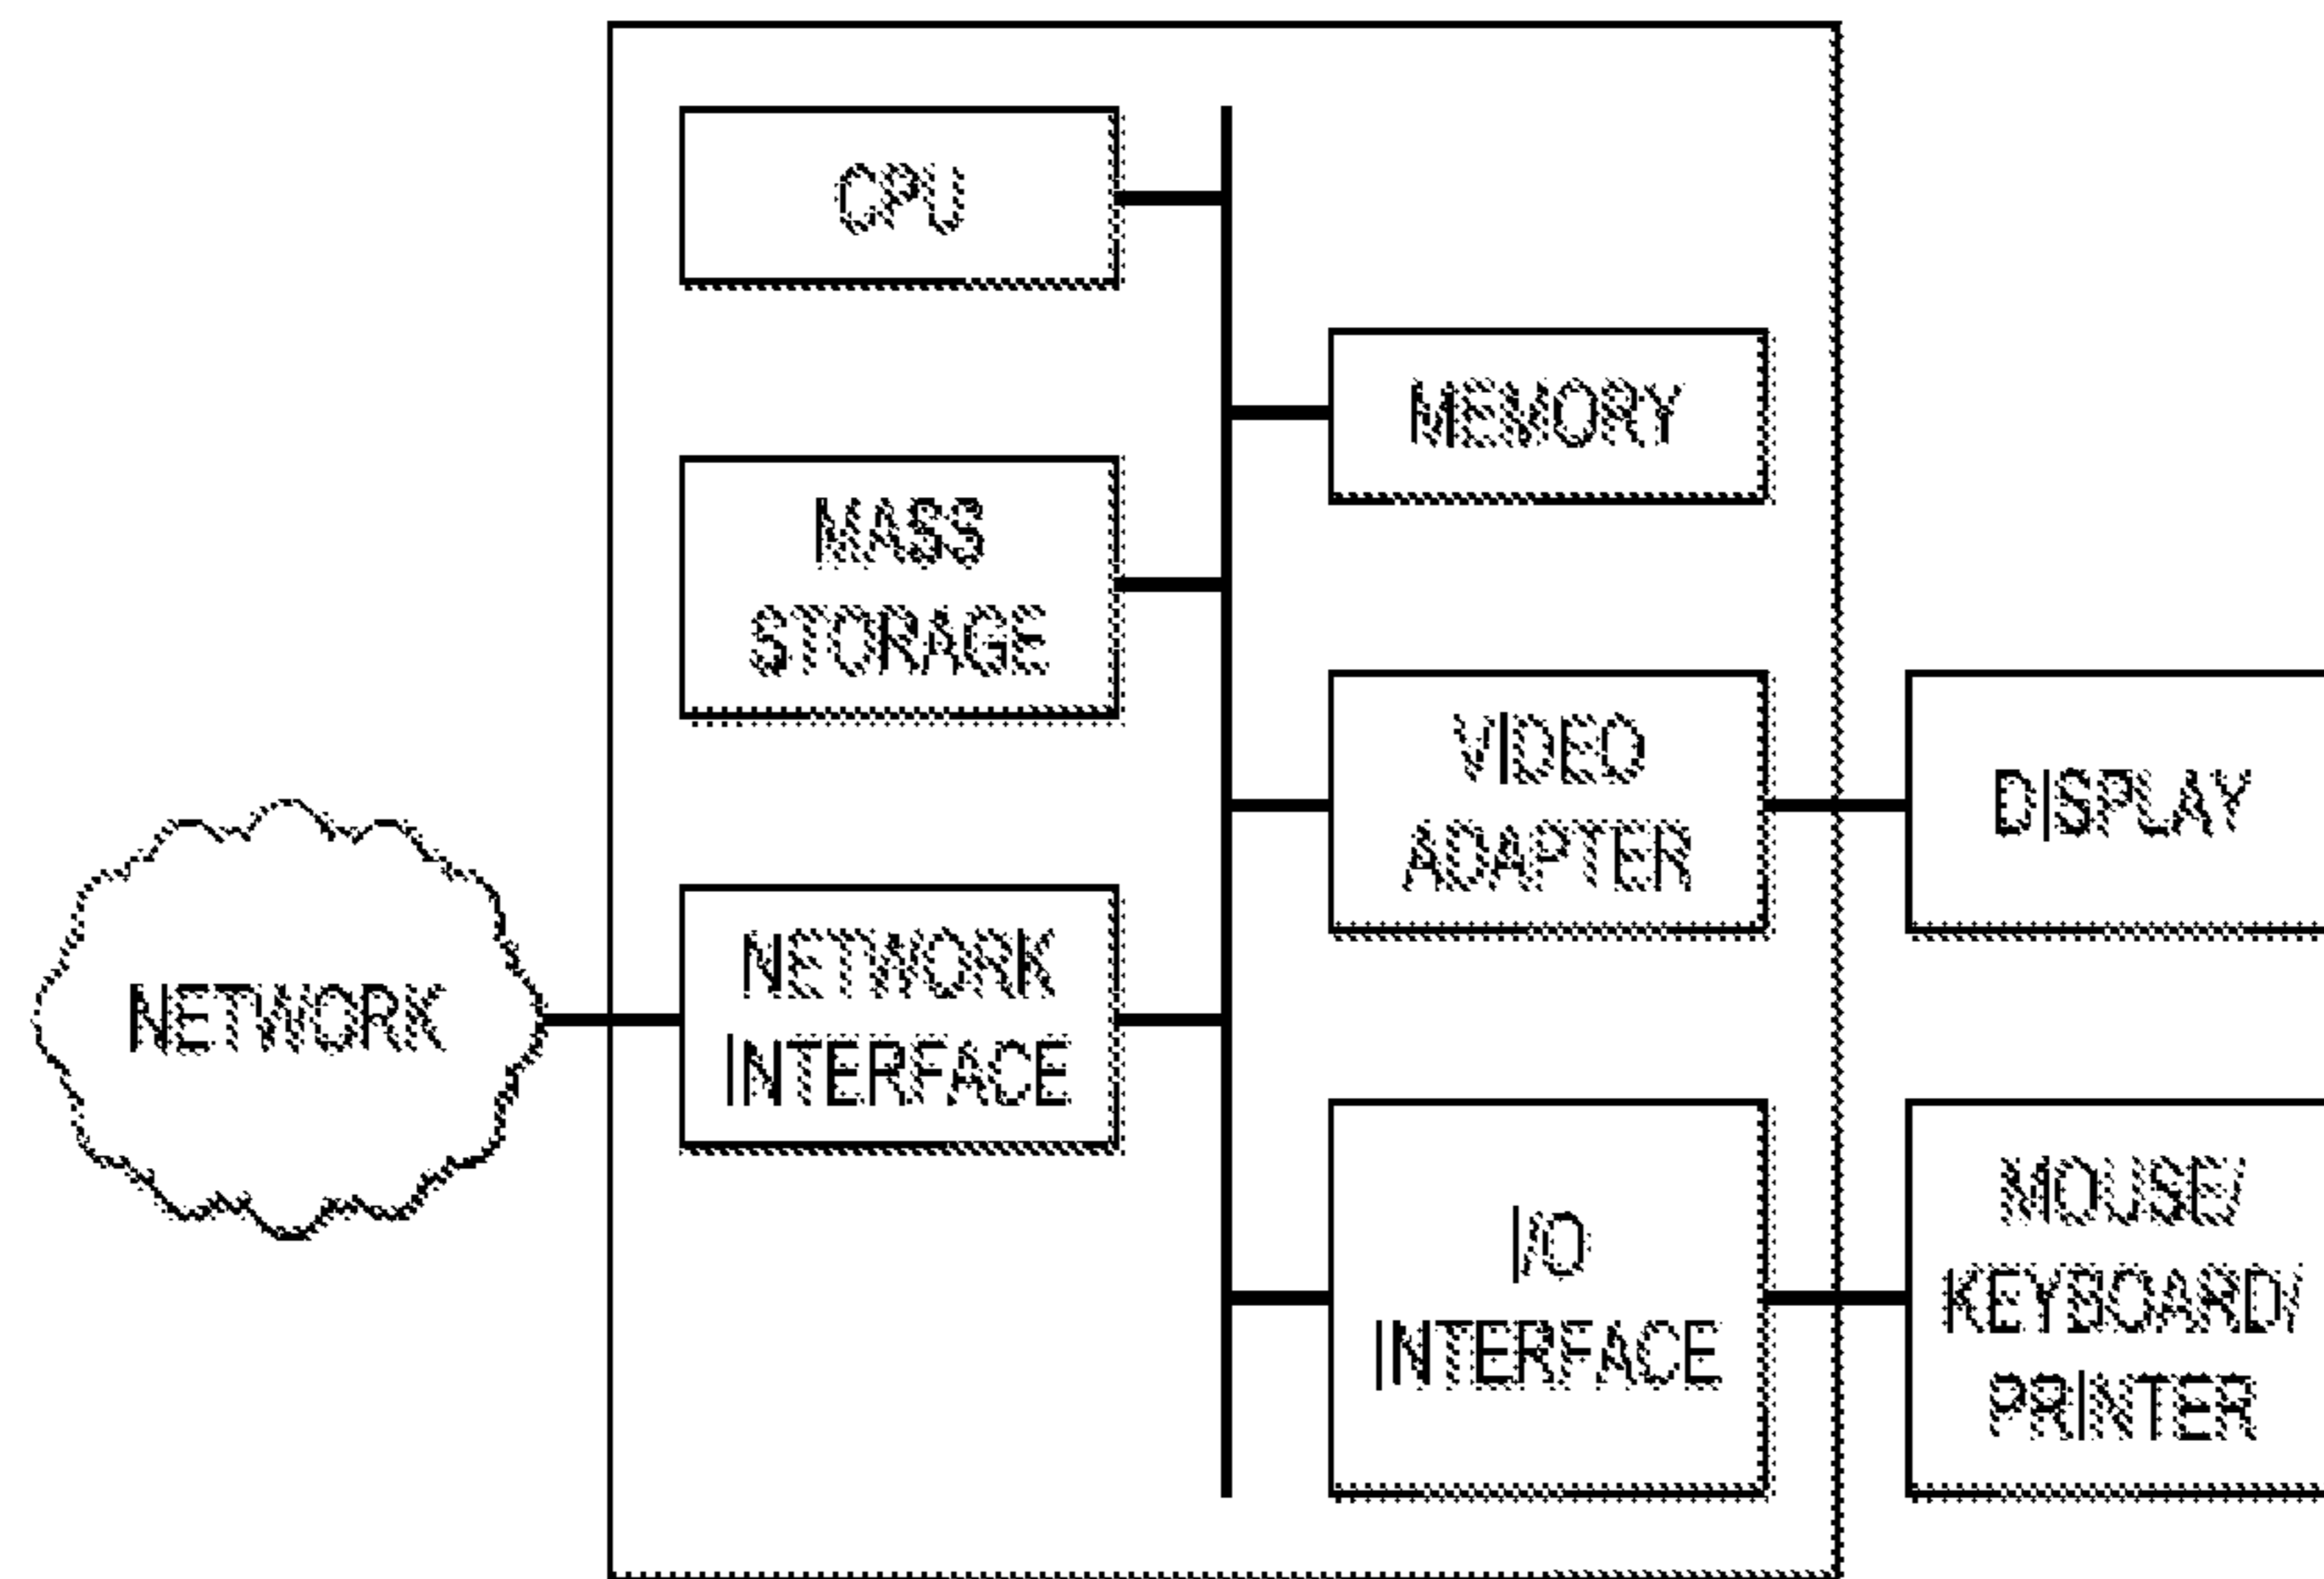 CPU
MEMORY
MASS
STORAGE
VIDEO
ADAPTER
DISPLAY
NETWORK
NETWORK
INTERFACE
I/O
INTERFACE
MOUSE/
KEYBOARD/
PRINTER